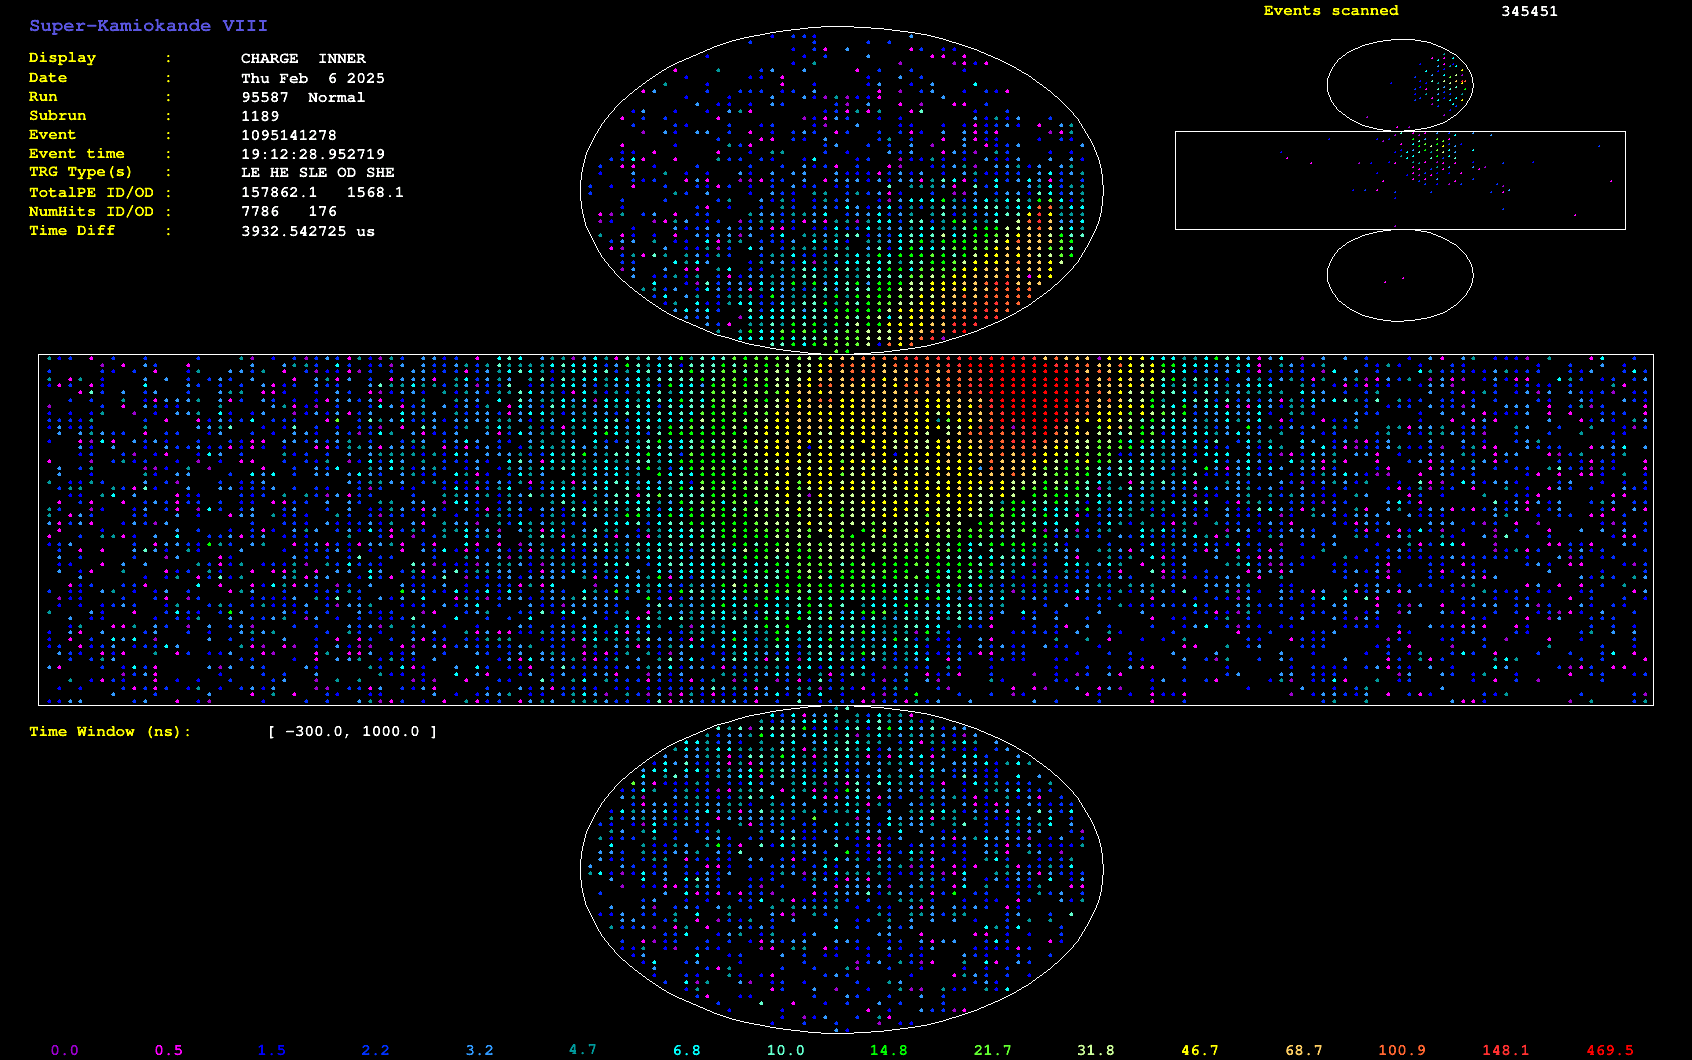 Super-Kamiokande VIII
Events scanned 345451
Display : CHARGE INNER
Date : Thu Feb 6 2025
Run : 95587 Normal
Subrun : 1189
Event : 1095141278
Event time : 19:12:28.952719
TRG Type(s) : LE HE SLE OD SHE
TotalPE ID/OD : 157862.1 1568.1
NumHits ID/OD : 7786 176
Time Diff : 3932.542725 us
Time Window (ns): [ -300.0, 1000.0 ]
0.0 0.5 1.5 2.2 3.2 4.7 6.8 10.0 14.8 21.7 31.8 46.7 68.7 100.9 148.1 469.5